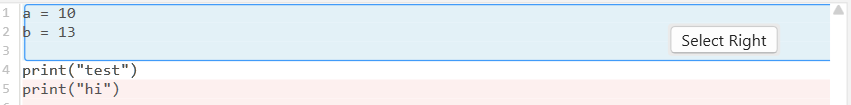 1 a = 10
2 b = 13
3 Select Right
4 print("test")
5 print("hi")